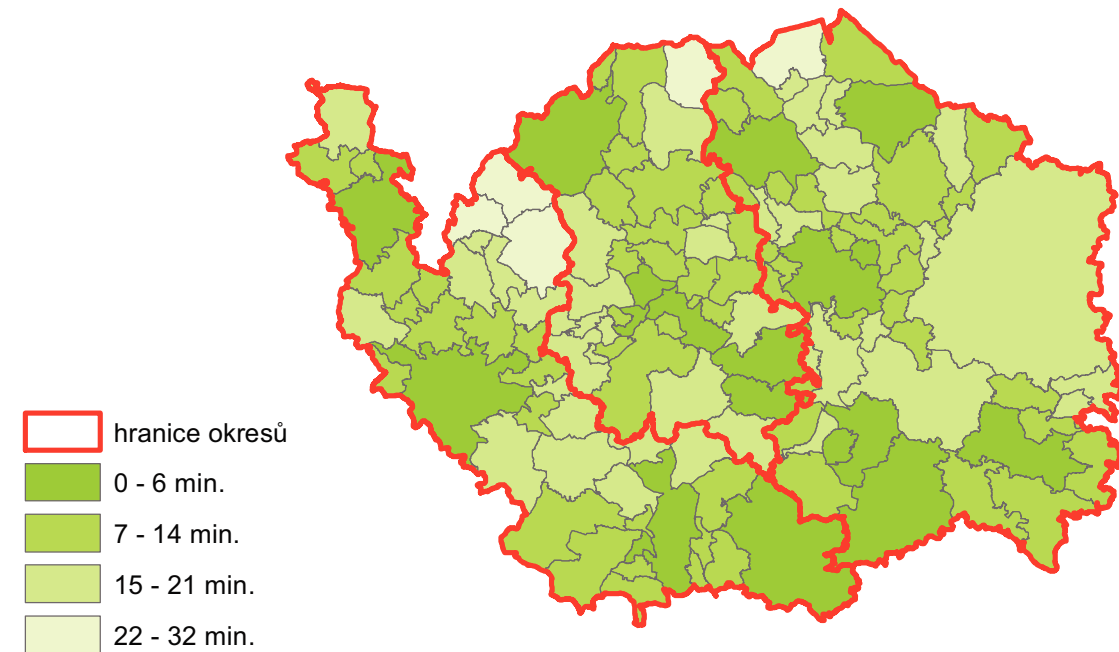 hranice okresů
0 - 6 min.
7 - 14 min.
15 - 21 min.
22 - 32 min.